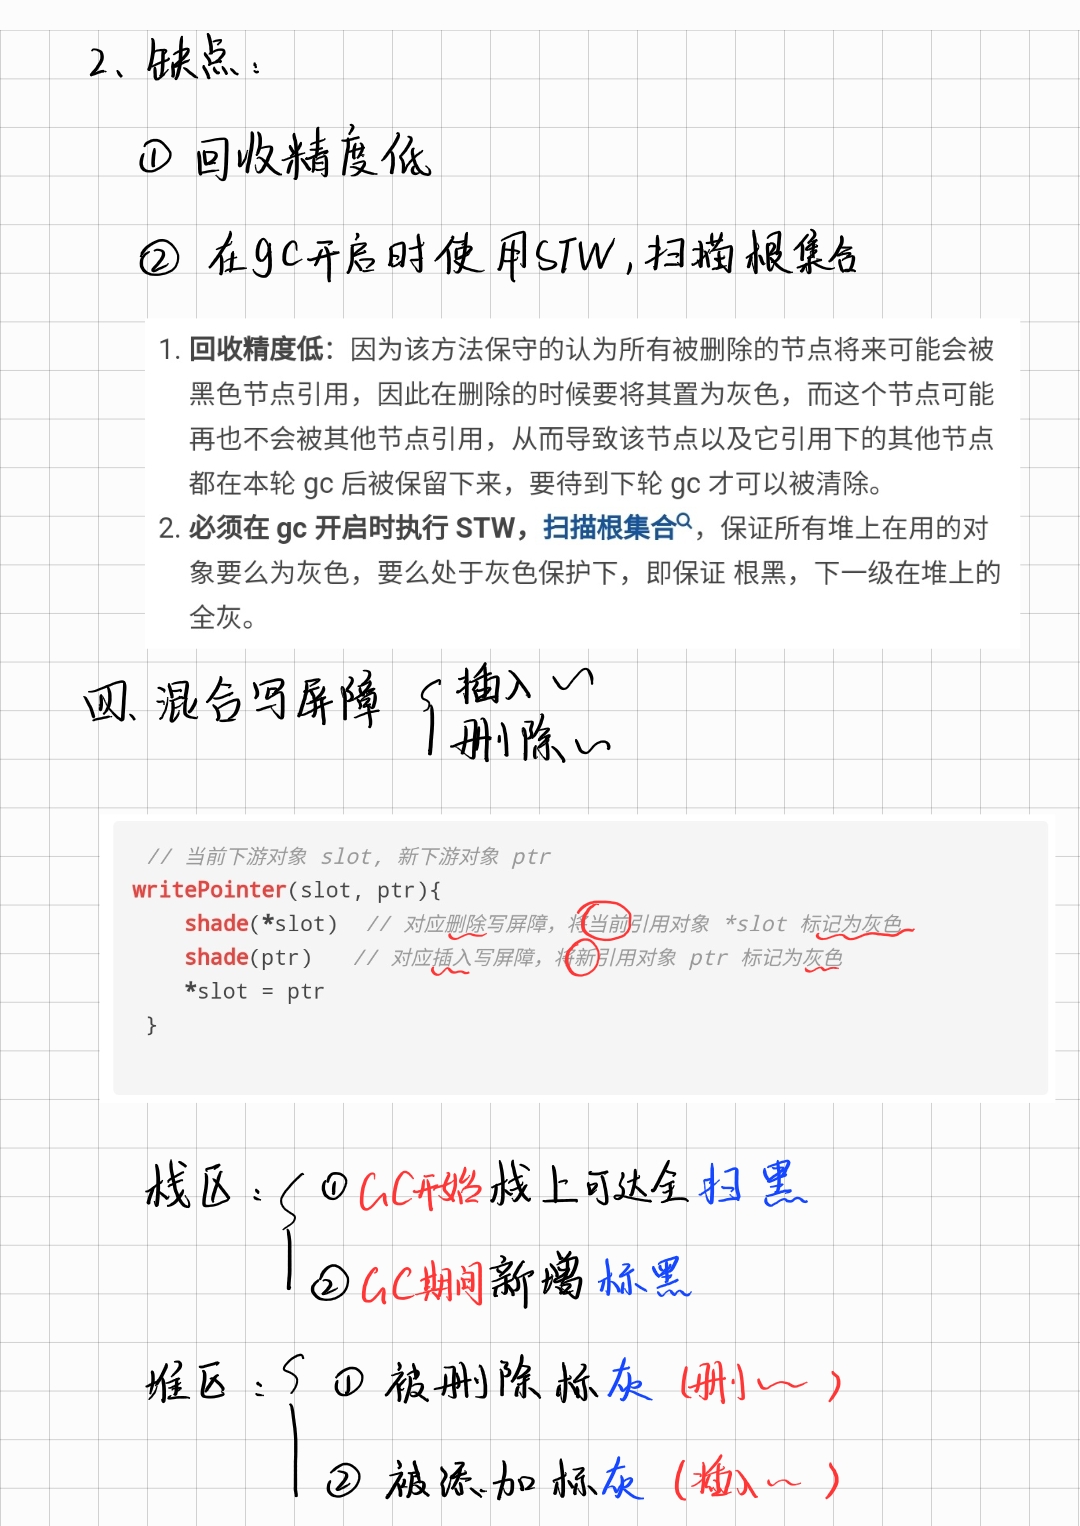 2、缺点：
① 回收精度低
② 在gc开启时使用STW，扫描根集合
1. 回收精度低：因为该方法保守的认为所有被删除的节点将来可能会被
黑色节点引用，因此在删除的时候要将其置为灰色，而这个节点可能
再也不会被其他节点引用，从而导致该节点以及它引用下的其他节点
都在本轮 gc 后被保留下来，要待到下轮 gc 才可以被清除。
2. 必须在 gc 开启时执行 STW，扫描根集合，保证所有堆上在用的对
象要么为灰色，要么处于灰色保护下，即保证 根黑，下一级在堆上的
全灰。
四、混合写屏障 { 插入～
删除～
// 当前下游对象 slot, 新下游对象 ptr
writePointer(slot, ptr){
shade(*slot) // 对应删除写屏障，将当前引用对象 *slot 标记为灰色
shade(ptr) // 对应插入写屏障，将新引用对象 ptr 标记为灰色
*slot = ptr
}
栈区：{ ① GC开始栈上可达全扫黑
② GC期间新增标黑
堆区：{ ① 被删除标灰（删～）
② 被添加标灰（插入～）